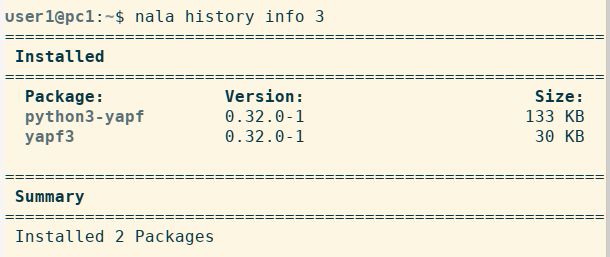 user1@pc1:~$ nala history info 3
============================================================
Installed
============================================================
Package: Version: Size:
python3-yapf 0.32.0-1 133 KB
yapf3 0.32.0-1 30 KB
============================================================
Summary
============================================================
Installed 2 Packages